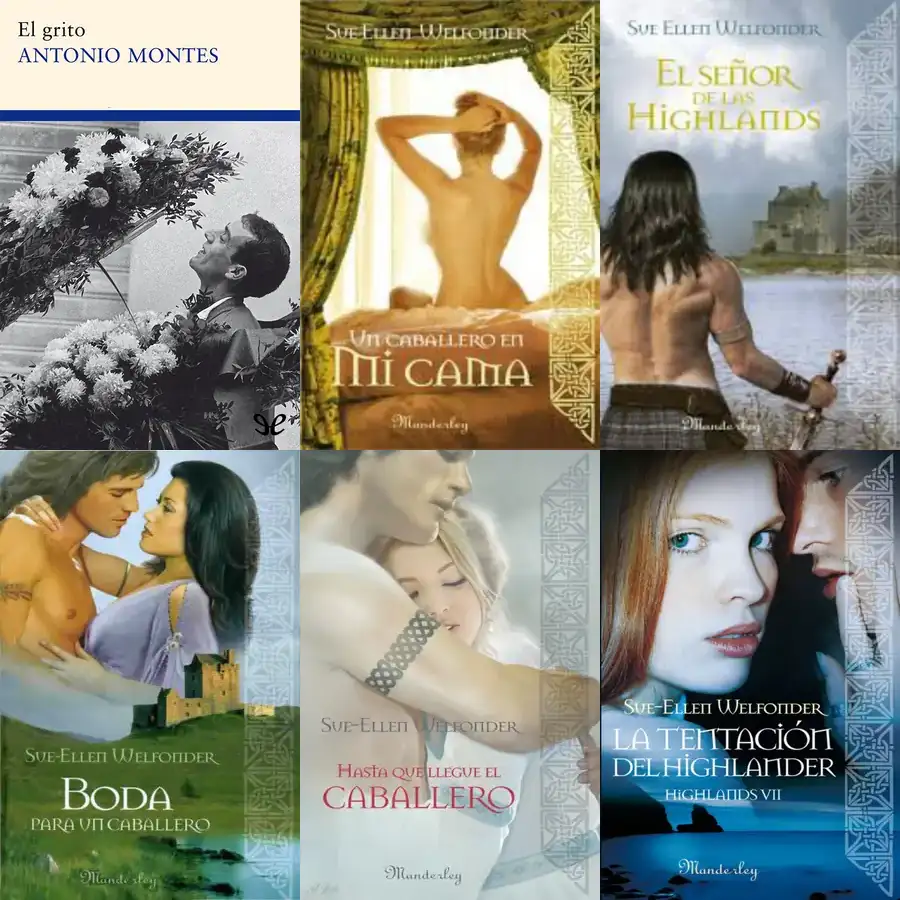 El grito
ANTONIO MONTES
SUE-ELLEN WELFONDER
UN CABALLERO EN
MI CAMA
Manderley
SUE ELLEN WELFONDER
EL SEÑOR
DE LAS
HIGHLANDS
Manderley
SUE-ELLEN WELFONDER
BODA
PARA UN CABALLERO
Manderley
SUE-ELLEN WELFONDER
HASTA QUE LLEGUE EL
CABALLERO
Manderley
SUE-ELLEN WELFONDER
LA TENTACIÓN
DEL HIGHLANDER
HIGHLANDS VII
Manderley